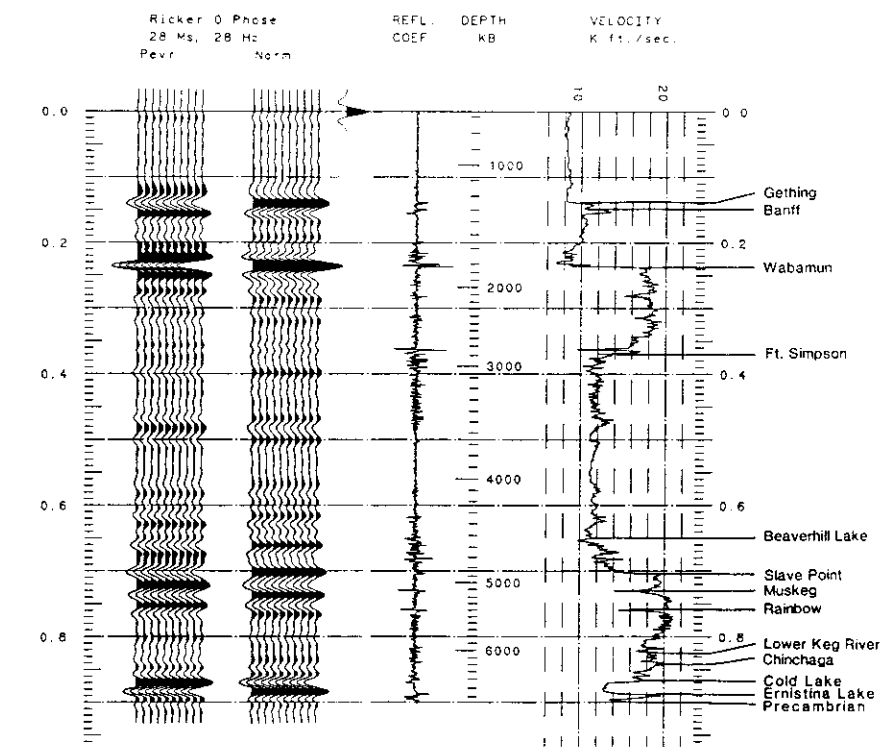 Ricker 0 Phase REFL. DEPTH VELOCITY
28 Ms, 28 Hz COEF KB K ft./sec.
Pevr Norm
10 20
0.0 0 0
1000
Gething
Banff
0.2 0.2
Wabamun
2000
Ft. Simpson
3000
0.4 0.4
4000
0.6 0.6
Beaverhill Lake
Slave Point
5000
Muskeg
Rainbow
0.8 0.8
Lower Keg River
6000
Chinchaga
Cold Lake
Ernistina Lake
Precambrian